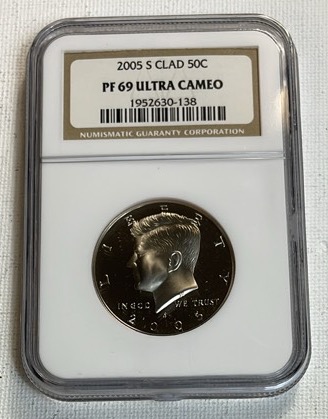 2005 S CLAD 50C
PF 69 ULTRA CAMEO
1952630-138
NUMISMATIC GUARANTY CORPORATION
LIBERTY
IN GOD WE TRUST
2005